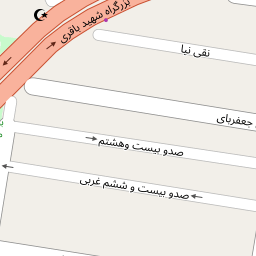 بزرگراه شهید باقری
نقی نیا
جعفربای
صدو بیست وهشتم
صدو بیست و ششم غربی